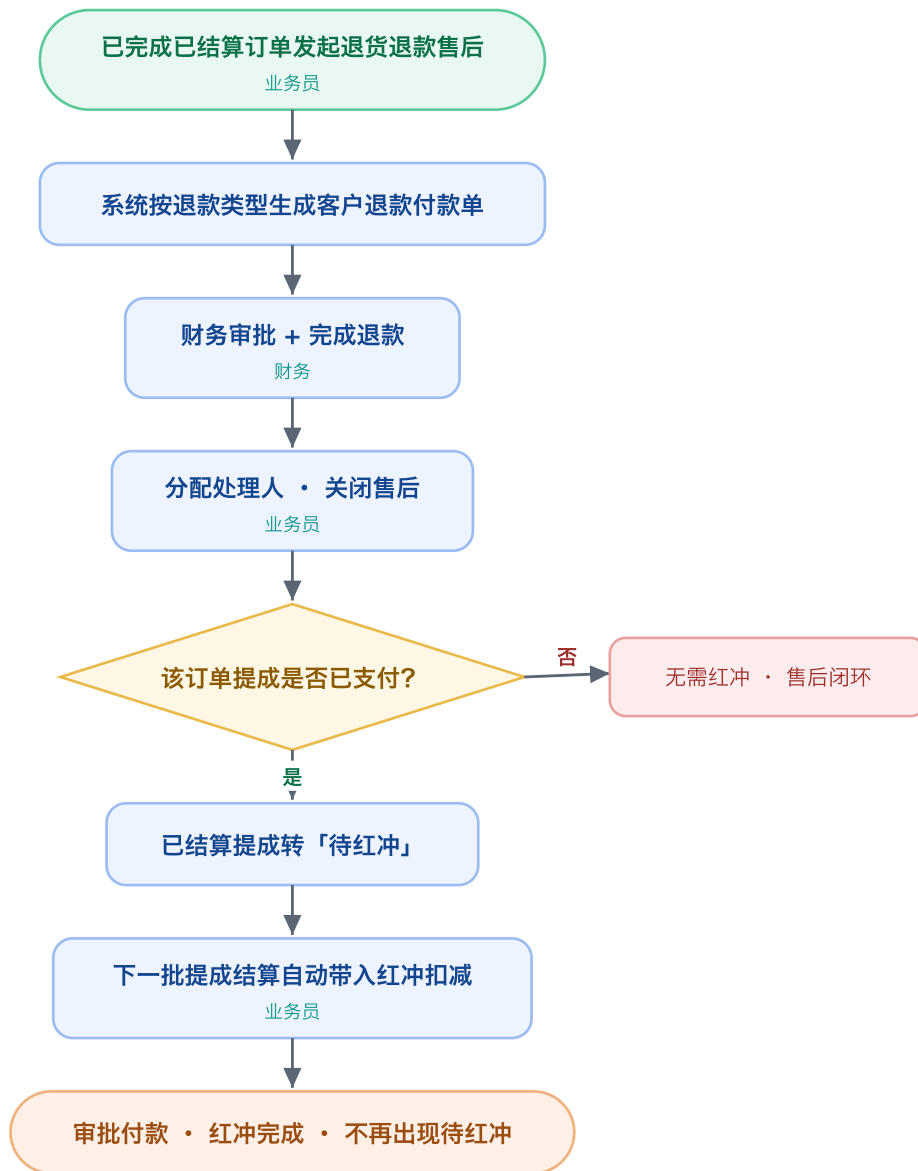 已完成已结算订单发起退货退款售后
业务员
系统按退款类型生成客户退款付款单
财务审批 + 完成退款
财务
分配处理人 · 关闭售后
业务员
该订单提成是否已支付?
否
无需红冲 · 售后闭环
是
已结算提成转「待红冲」
下一批提成结算自动带入红冲扣减
业务员
审批付款 · 红冲完成 · 不再出现待红冲